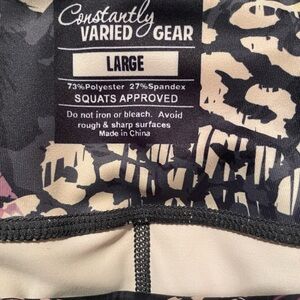 Constantly
VARIED GEAR
LARGE
73%Polyester 27%Spandex
SQUATS APPROVED
Do not iron or bleach. Avoid
rough & sharp surfaces
Made in China